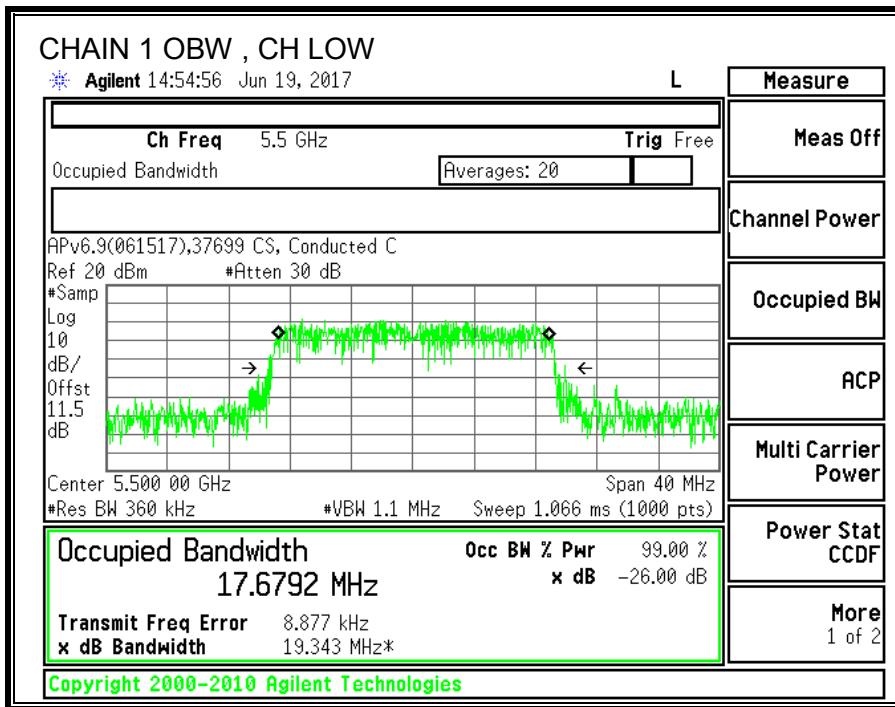 CHAIN 1 OBW , CH LOW
Agilent 14:54:56 Jun 19, 2017 L
Measure
Ch Freq 5.5 GHz Trig Free
Occupied Bandwidth Averages: 20
APv6.9(061517),37699 CS, Conducted C
Ref 20 dBm #Atten 30 dB
#Samp
Log
10
dB/
Offst
11.5
dB
Center 5.500 00 GHz Span 40 MHz
#Res BW 360 kHz #VBW 1.1 MHz Sweep 1.066 ms (1000 pts)
Occupied Bandwidth Occ BW % Pwr 99.00 %
17.6792 MHz x dB -26.00 dB
Transmit Freq Error 8.877 kHz
x dB Bandwidth 19.343 MHz*
Copyright 2000-2010 Agilent Technologies
Meas Off
Channel Power
Occupied BW
ACP
Multi Carrier
Power
Power Stat
CCDF
More
1 of 2